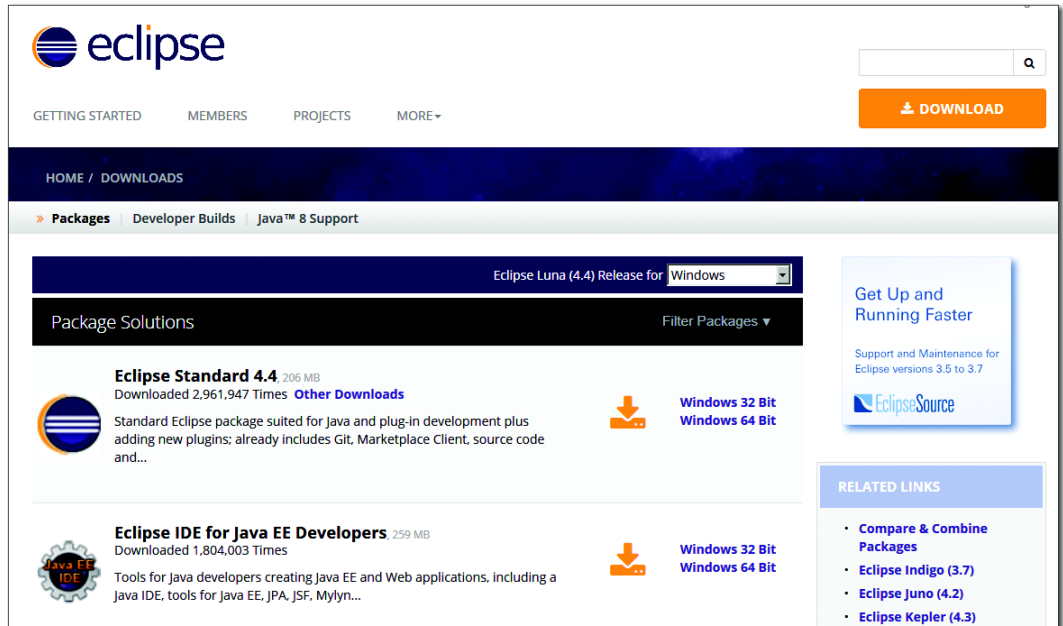 eclipse
GETTING STARTED MEMBERS PROJECTS MORE
DOWNLOAD
HOME / DOWNLOADS
» Packages Developer Builds Java™ 8 Support
Eclipse Luna (4.4) Release for Windows
Package Solutions Filter Packages ▼
Eclipse Standard 4.4, 206 MB
Downloaded 2,961,947 Times Other Downloads
Standard Eclipse package suited for Java and plug-in development plus
adding new plugins; already includes Git, Marketplace Client, source code
and...
Windows 32 Bit
Windows 64 Bit
Java EE
IDE
Eclipse IDE for Java EE Developers, 259 MB
Downloaded 1,804,003 Times
Tools for Java developers creating Java EE and Web applications, including a
Java IDE, tools for Java EE, JPA, JSF, Mylyn...
Windows 32 Bit
Windows 64 Bit
Get Up and
Running Faster
Support and Maintenance for
Eclipse versions 3.5 to 3.7
EclipseSource
RELATED LINKS
• Compare & Combine
Packages
• Eclipse Indigo (3.7)
• Eclipse Juno (4.2)
• Eclipse Kepler (4.3)